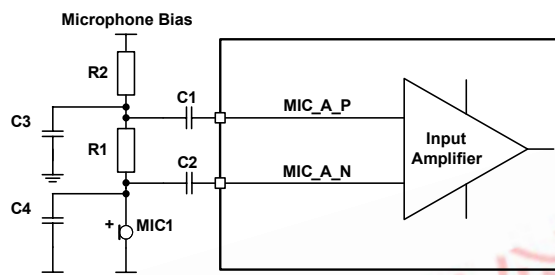 Microphone Bias
R2
C1
MIC_A_P
C3
R1
Input
Amplifier
C2
MIC_A_N
C4
+
MIC1